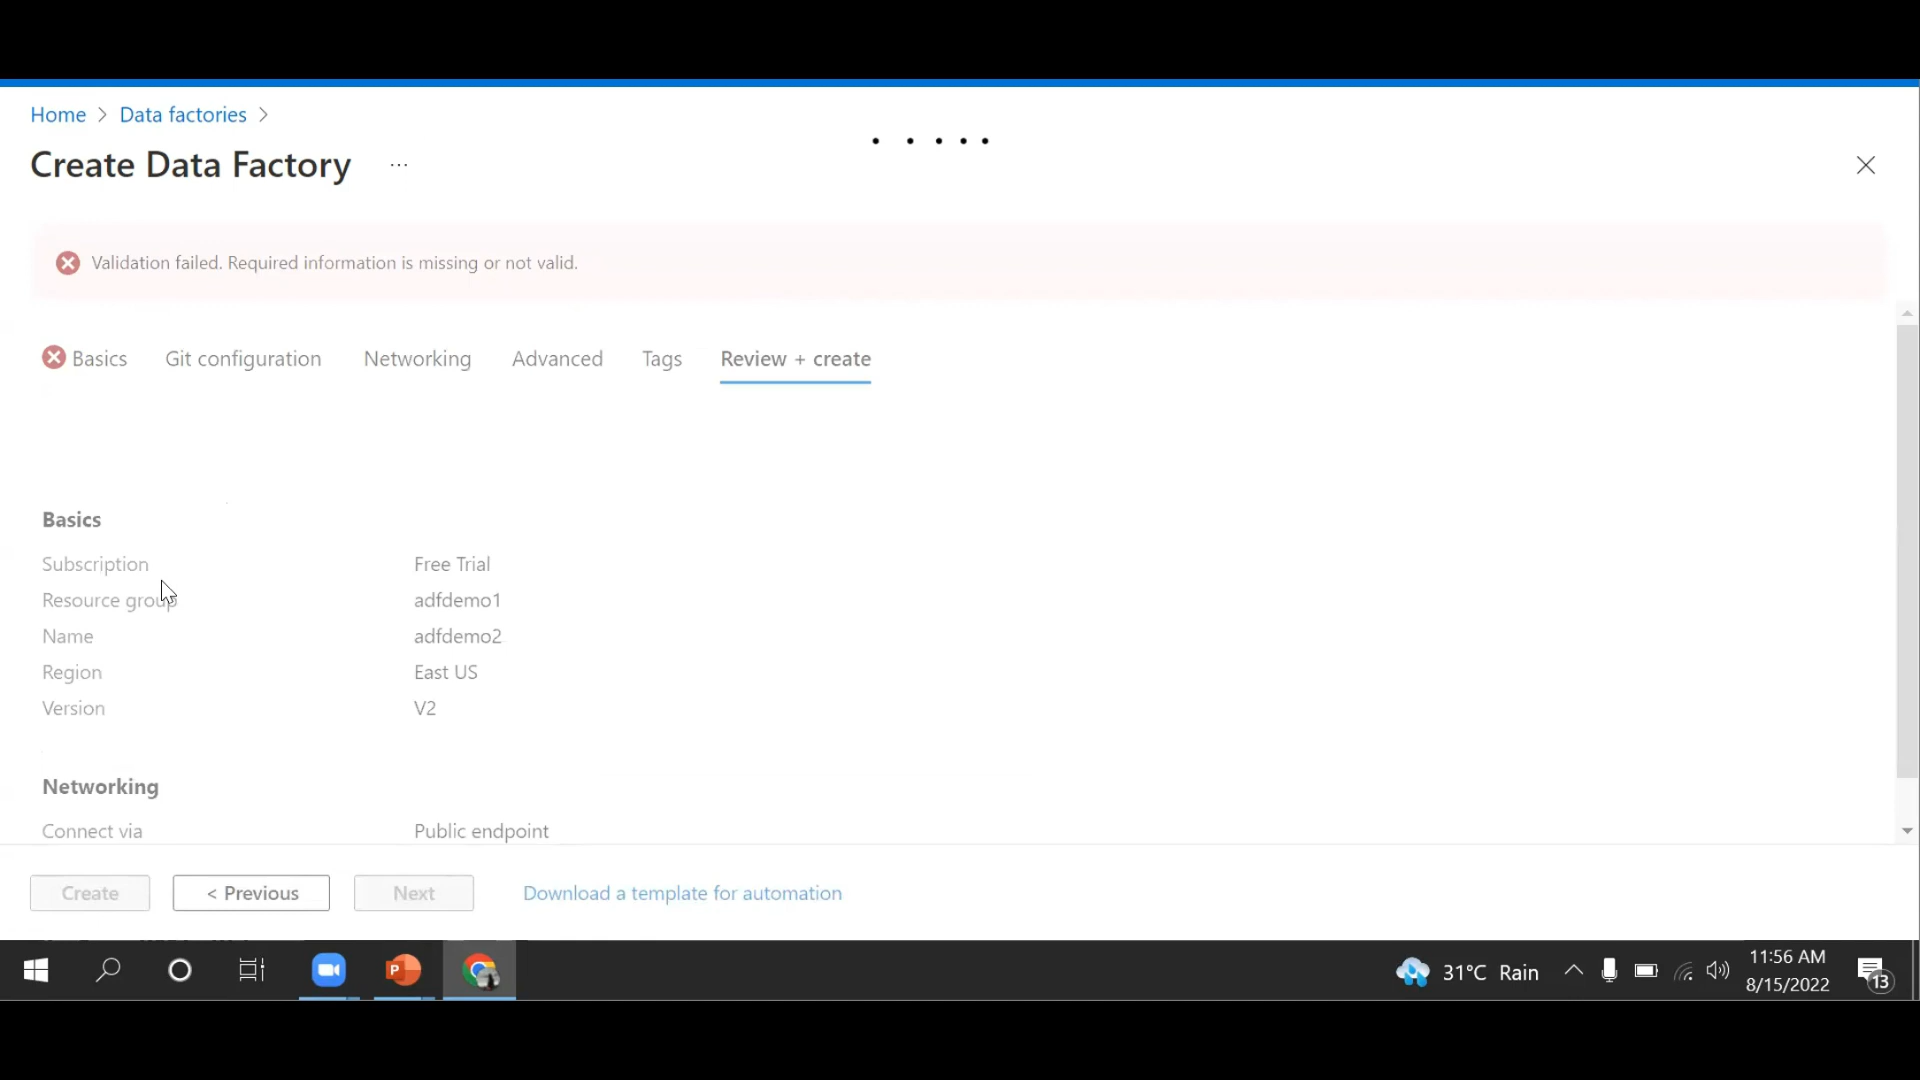 Home > Data factories >
Create Data Factory ...
Validation failed. Required information is missing or not valid.
Basics Git configuration Networking Advanced Tags Review + create
Basics
Subscription Free Trial
Resource group adfdemo1
Name adfdemo2
Region East US
Version V2
Networking
Connect via Public endpoint
Create < Previous Next Download a template for automation
31°C Rain 11:56 AM
8/15/2022 13